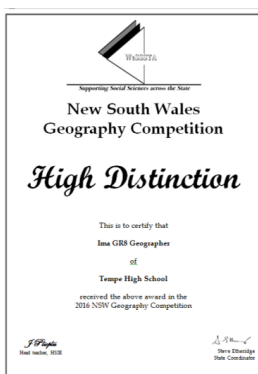 WSSSTA
Supporting Social Sciences across the State
New South Wales
Geography Competition
High Distinction
This is to certify that
Ima GR8 Geographer
of
Tempe High School
received the above award in the
2016 NSW Geography Competition
Head teacher, HSIE
Steve Etheridge
State Coordinator